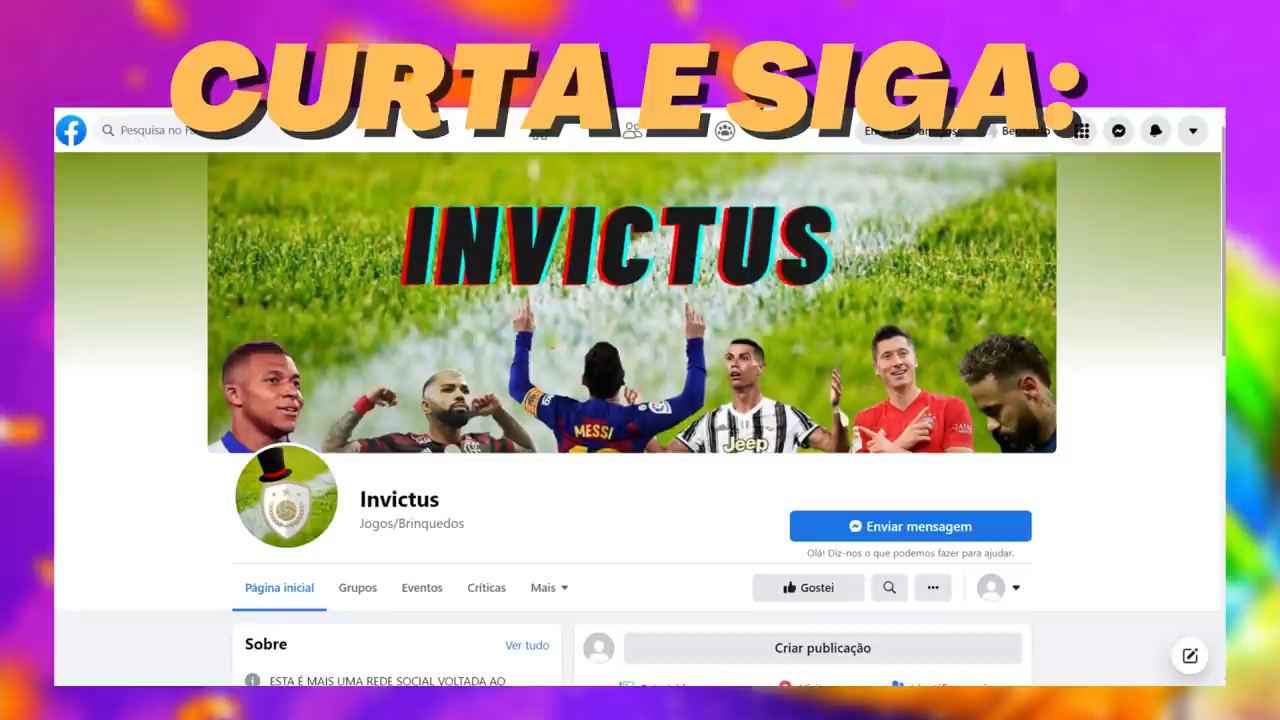 CURTA E SIGA:
Pesquisa no
INVICTUS
MESSI
Jeep
Invictus
Jogos/Brinquedos
Enviar mensagem
Olá! Diz-nos o que podemos fazer para ajudar.
Página inicial
Grupos
Eventos
Críticas
Mais
Gostei
Sobre
Ver tudo
Criar publicação
ESTA É MAIS UMA REDE SOCIAL VOLTADA AO